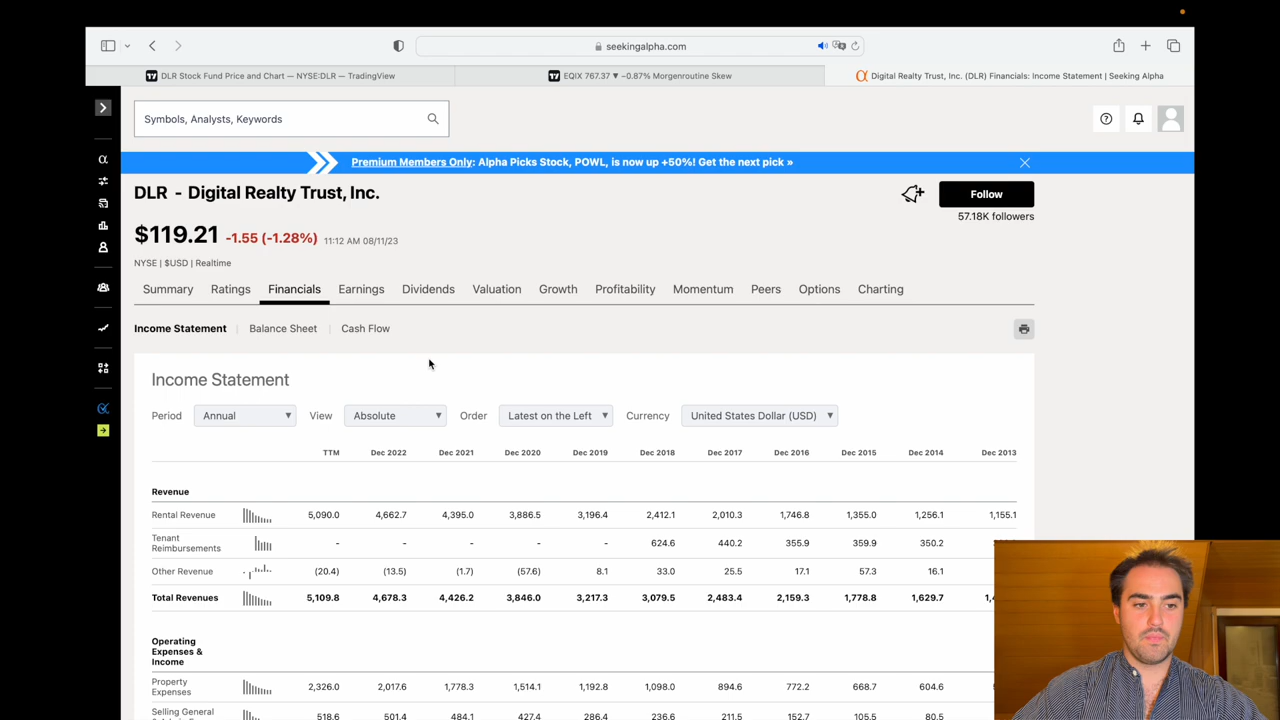 seekingalpha.com
DLR Stock Fund Price and Chart — NYSE:DLR — TradingView
EQIX 767.37 ▼ −0.87% Morgenroutine Skew
Digital Realty Trust, Inc. (DLR) Financials: Income Statement | Seeking Alpha
Symbols, Analysts, Keywords
Premium Members Only: Alpha Picks Stock, POWL, is now up +50%! Get the next pick »
DLR - Digital Realty Trust, Inc.
Follow
57.18K followers
$119.21 -1.55 (-1.28%) 11:12 AM 08/11/23
NYSE | $USD | Realtime
Summary Ratings Financials Earnings Dividends Valuation Growth Profitability Momentum Peers Options Charting
Income Statement | Balance Sheet | Cash Flow
Income Statement
Period Annual View Absolute Order Latest on the Left Currency United States Dollar (USD)
TTM Dec 2022 Dec 2021 Dec 2020 Dec 2019 Dec 2018 Dec 2017 Dec 2016 Dec 2015 Dec 2014 Dec 2013
Revenue
Rental Revenue 5,090.0 4,662.7 4,395.0 3,886.5 3,196.4 2,412.1 2,010.3 1,746.8 1,355.0 1,256.1 1,155.1
Tenant
Reimbursements - - - - - 624.6 440.2 355.9 359.9 350.2
Other Revenue (20.4) (13.5) (1.7) (57.6) 8.1 33.0 25.5 17.1 57.3 16.1
Total Revenues 5,109.8 4,678.3 4,426.2 3,846.0 3,217.3 3,079.5 2,483.4 2,159.3 1,778.8 1,629.7
Operating
Expenses &
Income
Property
Expenses 2,326.0 2,017.6 1,778.3 1,514.1 1,192.8 1,098.0 894.6 772.2 668.7 604.6
Selling General
518.6 501.4 484.1 427.4 286.4 236.6 211.5 152.7 105.5 80.5